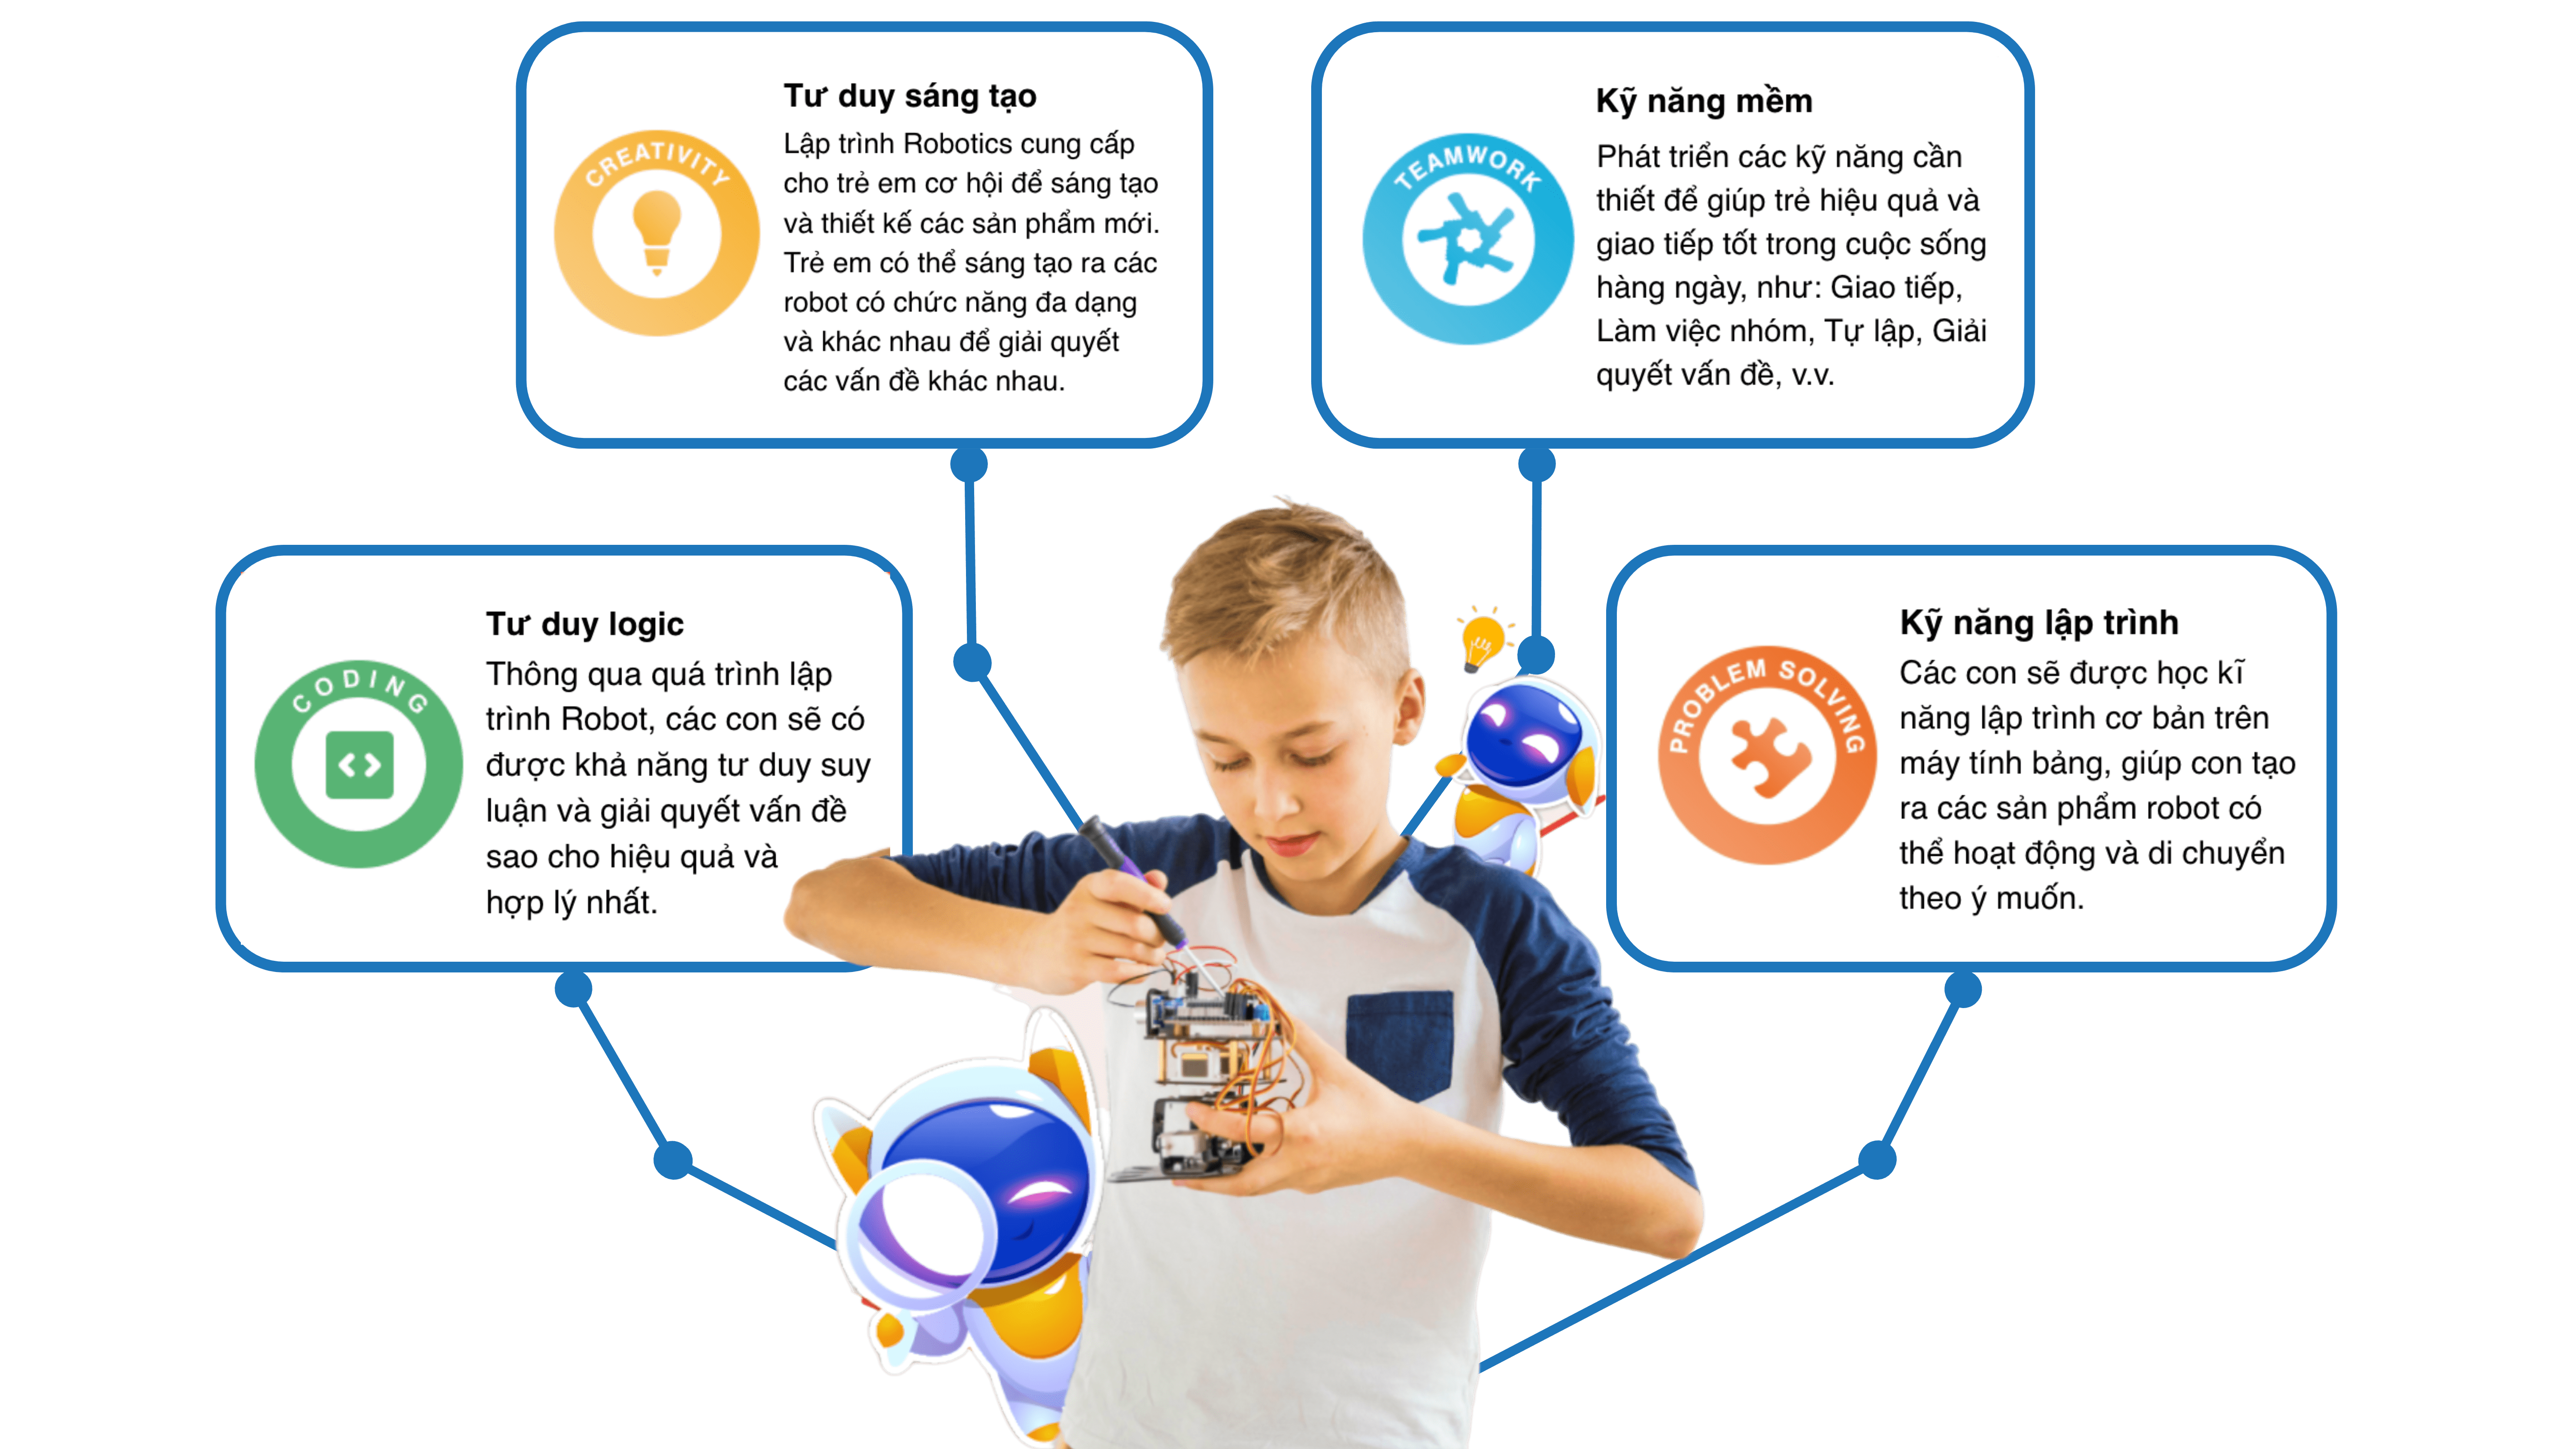 CREATIVITY
Tư duy sáng tạo
Lập trình Robotics cung cấp
cho trẻ em cơ hội để sáng tạo
và thiết kế các sản phẩm mới.
Trẻ em có thể sáng tạo ra các
robot có chức năng đa dạng
và khác nhau để giải quyết
các vấn đề khác nhau.
TEAMWORK
Kỹ năng mềm
Phát triển các kỹ năng cần
thiết để giúp trẻ hiệu quả và
giao tiếp tốt trong cuộc sống
hàng ngày, như: Giao tiếp,
Làm việc nhóm, Tự lập, Giải
quyết vấn đề, v.v.
CODING
Tư duy logic
Thông qua quá trình lập
trình Robot, các con sẽ có
được khả năng tư duy suy
luận và giải quyết vấn đề
sao cho hiệu quả và
hợp lý nhất.
PROBLEM SOLVING
Kỹ năng lập trình
Các con sẽ được học kĩ
năng lập trình cơ bản trên
máy tính bảng, giúp con tạo
ra các sản phẩm robot có
thể hoạt động và di chuyển
theo ý muốn.